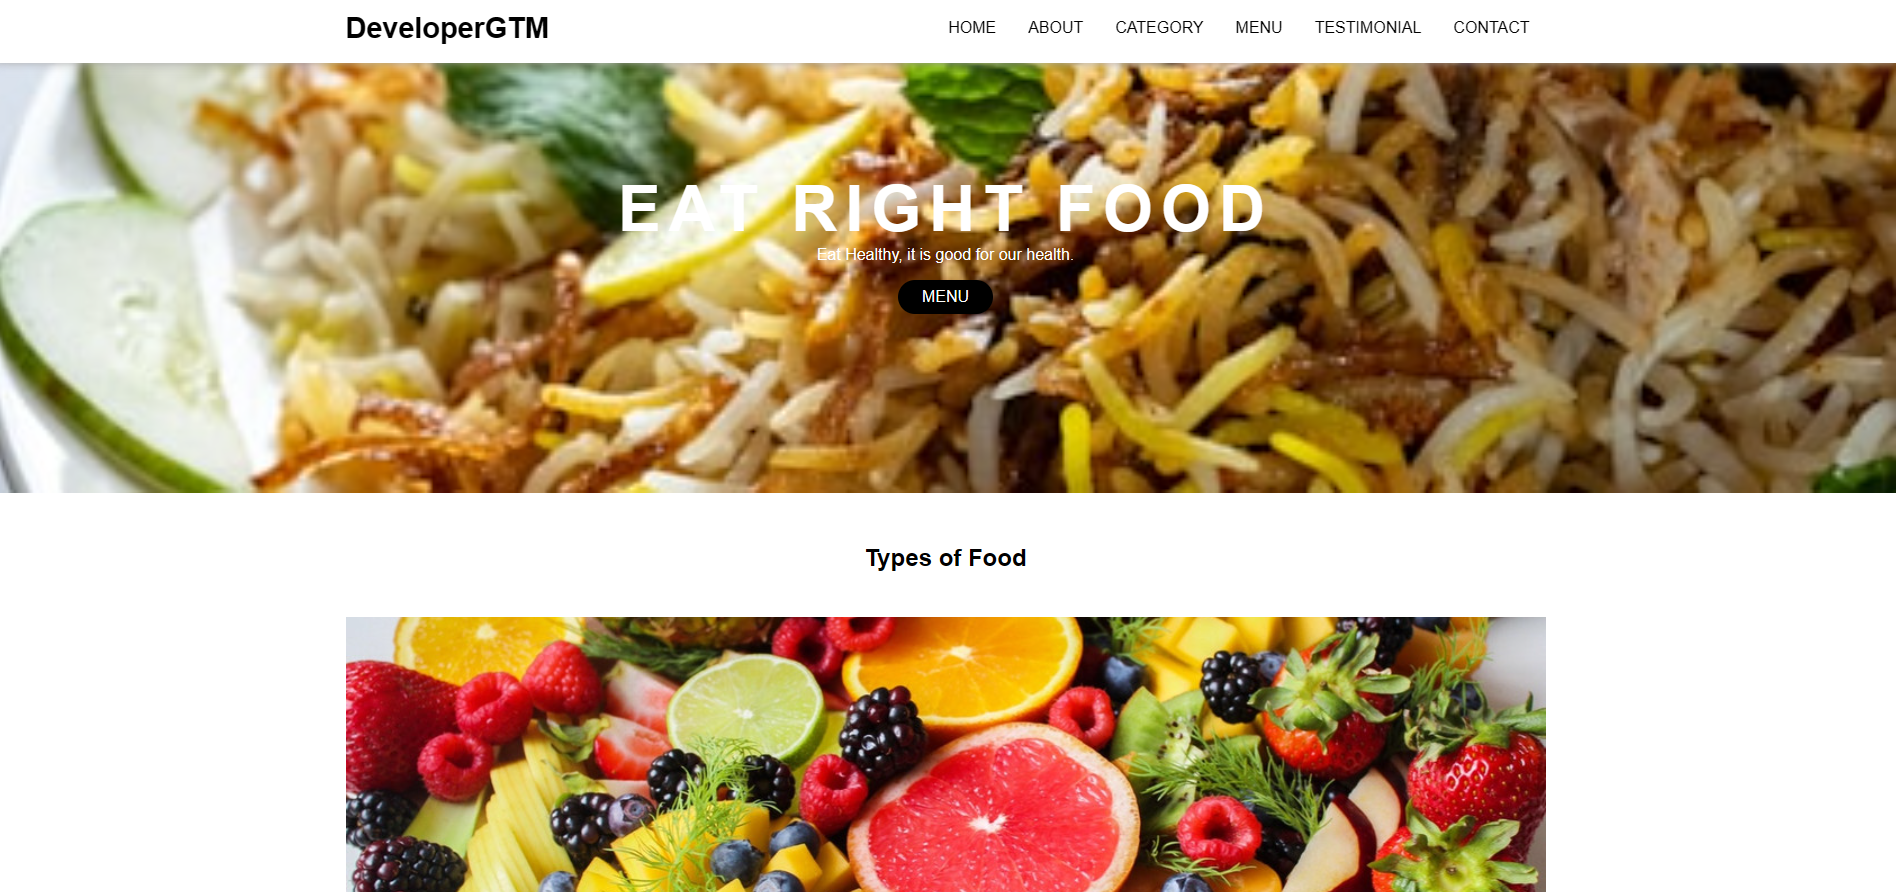 DeveloperGTM
HOME ABOUT CATEGORY MENU TESTIMONIAL CONTACT
EAT RIGHT FOOD
Eat Healthy, it is good for our health.
MENU
Types of Food